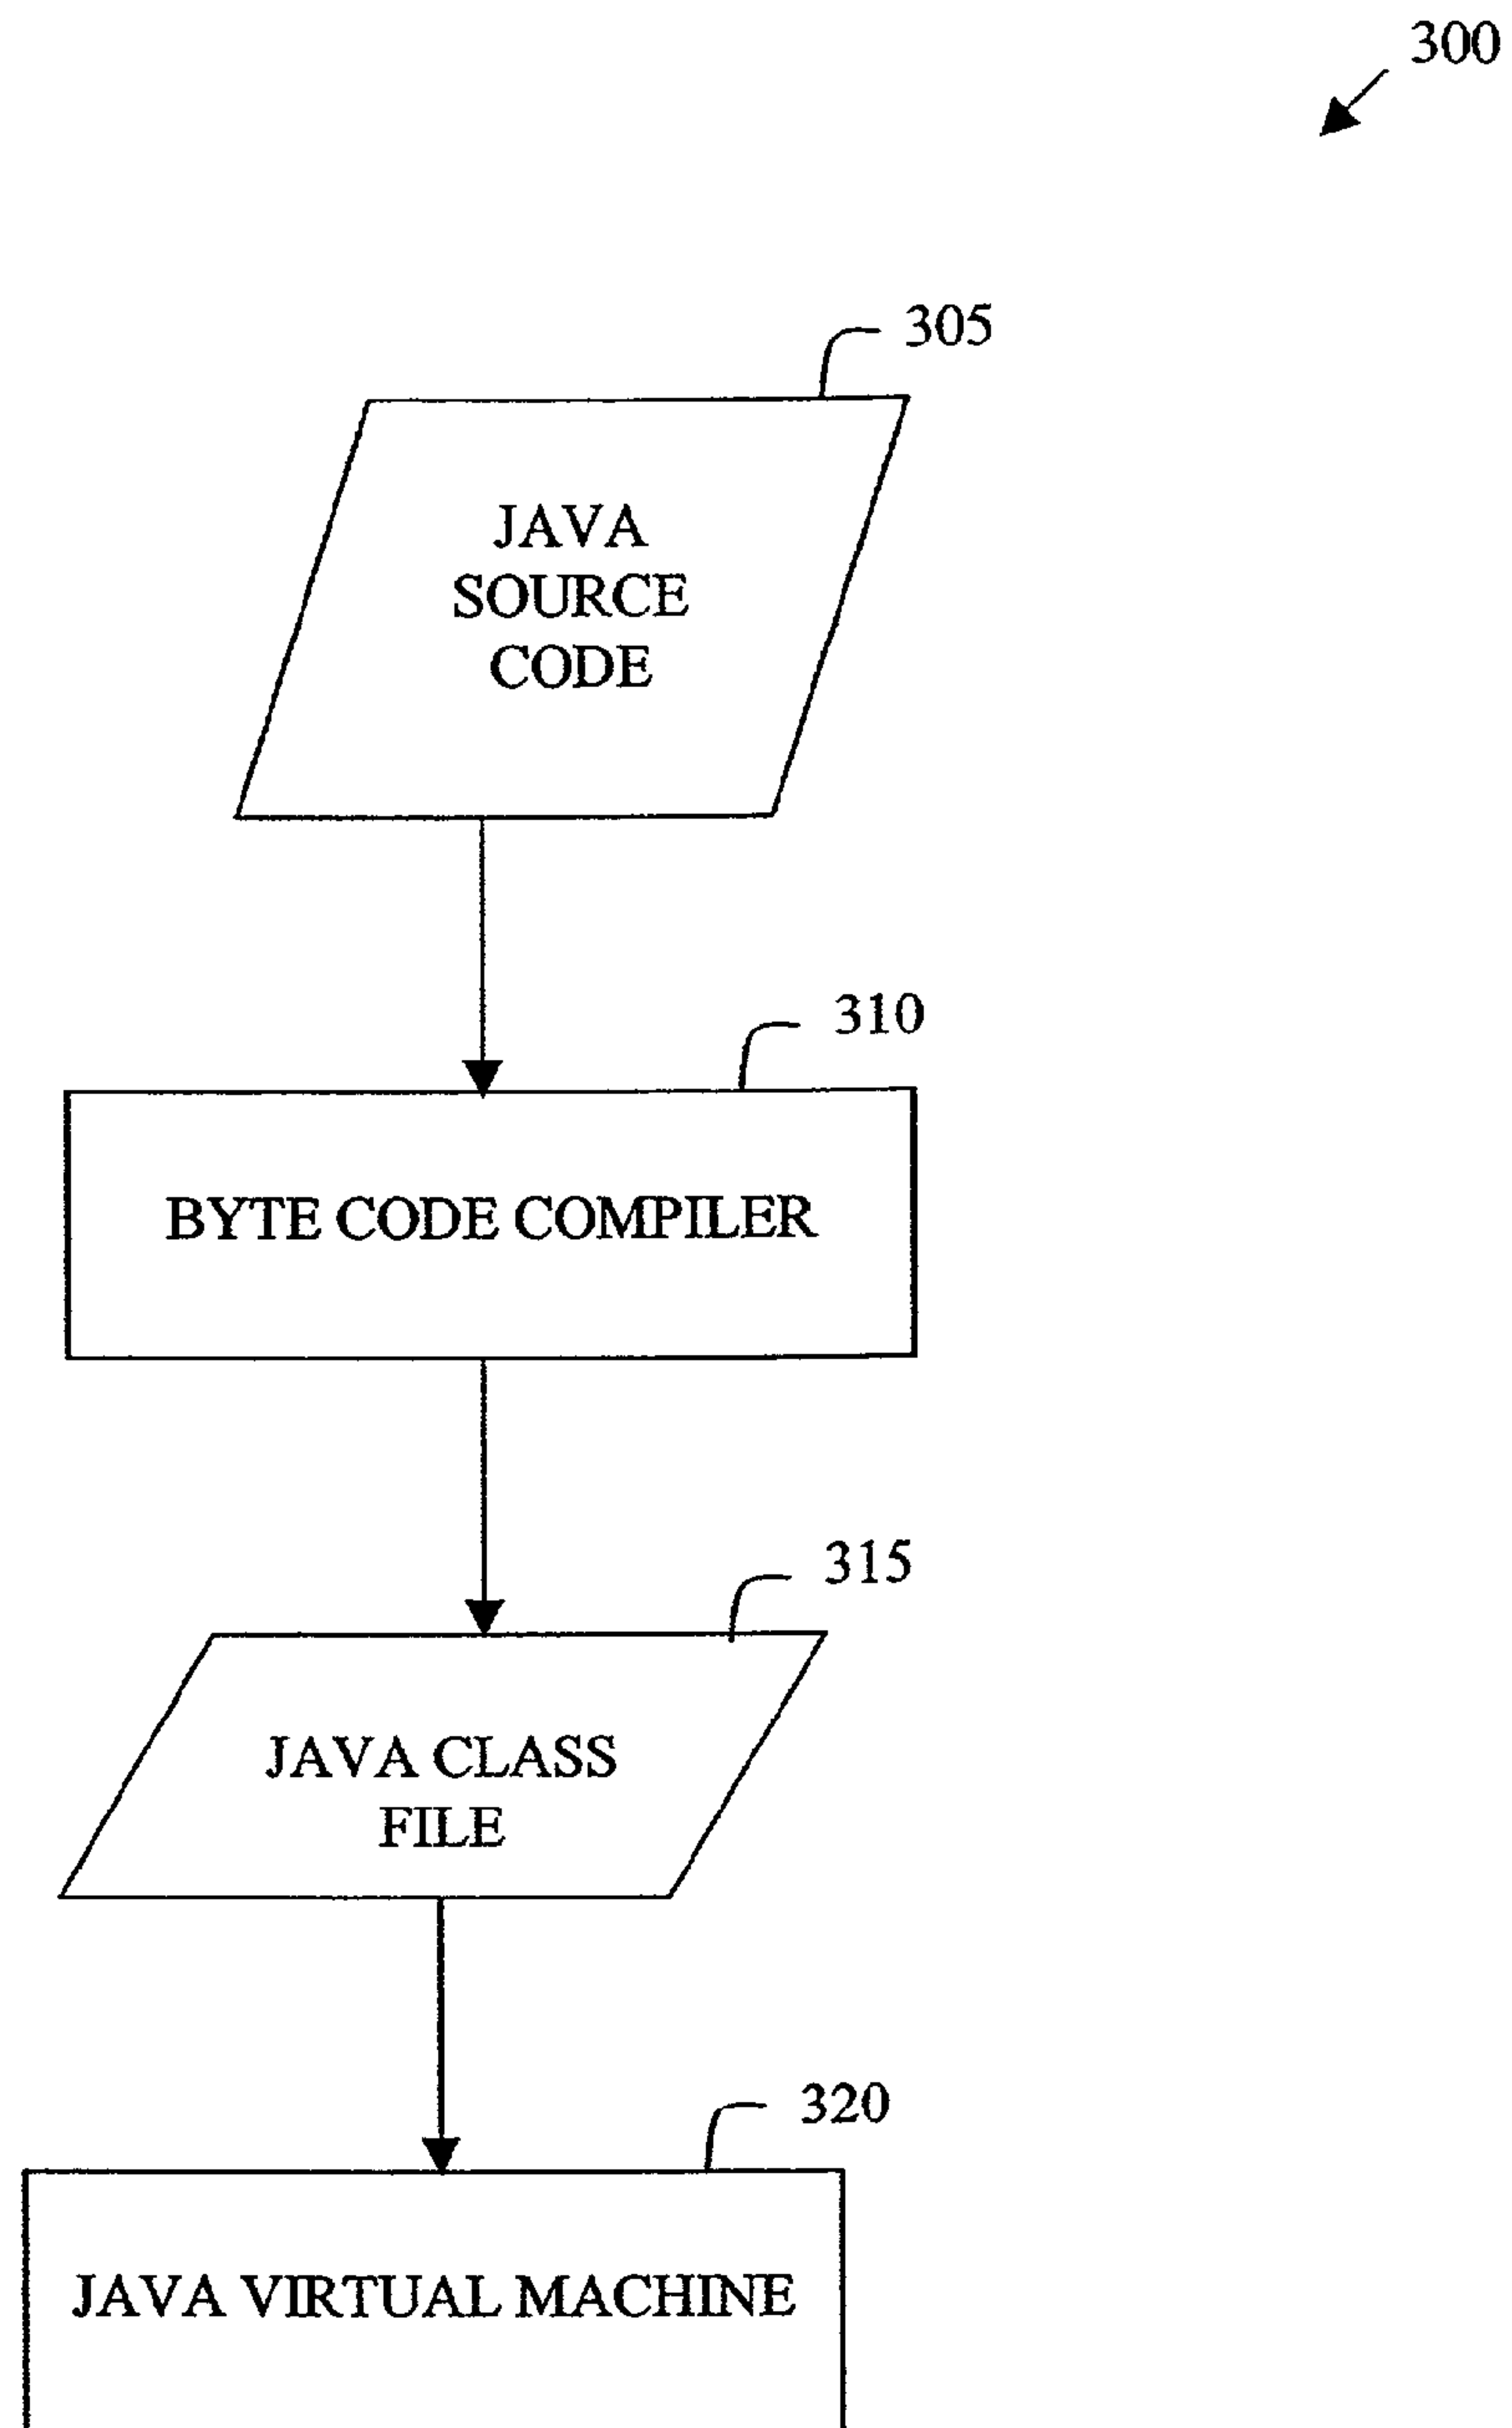 300
305
JAVA
SOURCE
CODE
310
BYTE CODE COMPILER
315
JAVA CLASS
FILE
320
JAVA VIRTUAL MACHINE